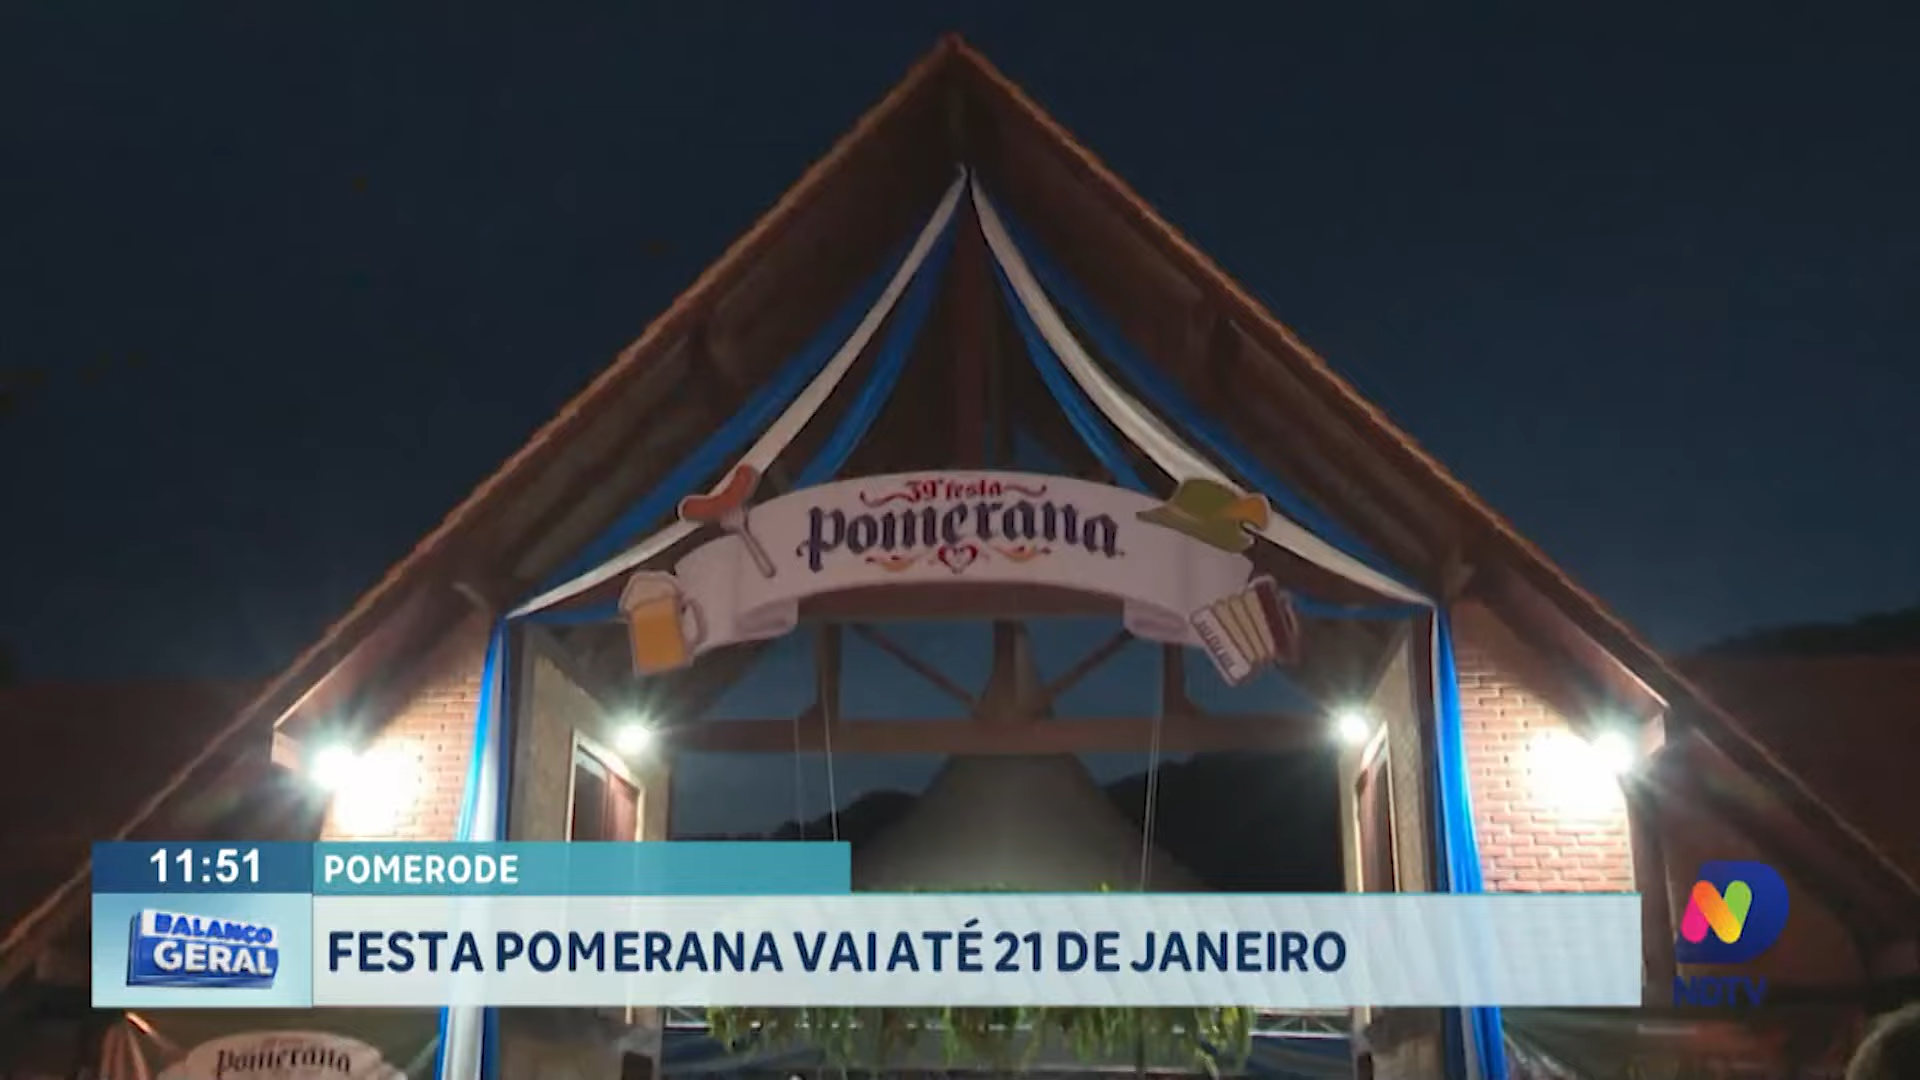 39ª festa
Pomerana
11:51
POMERODE
BALANÇO
GERAL
FESTA POMERANA VAI ATÉ 21 DE JANEIRO
NDTV
Pomerana